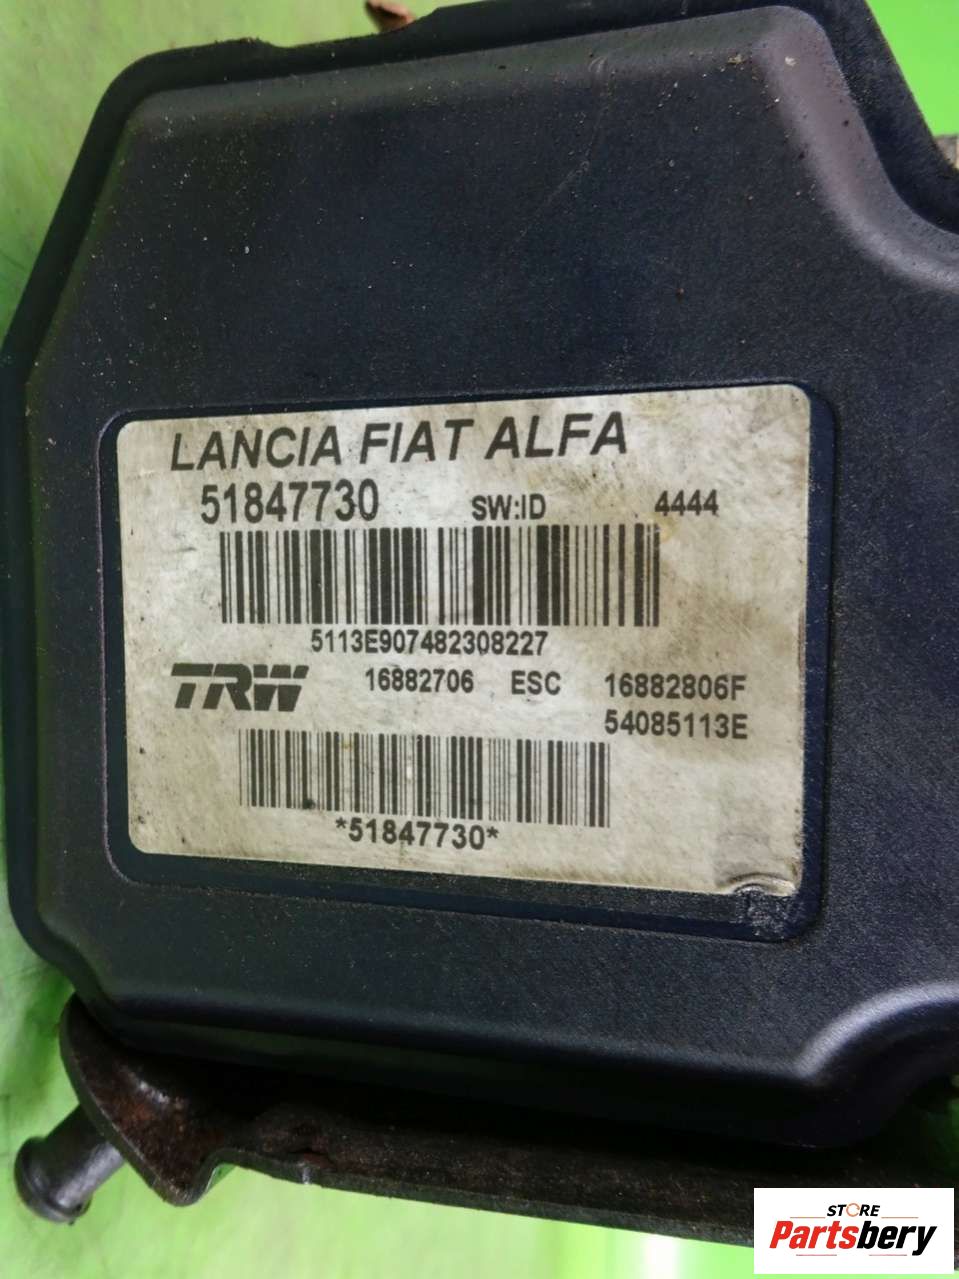 LANCIA FIAT ALFA
51847730 SW:ID 4444
5113E907482308227
TRW 16882706 ESC 16882806F
54085113E
*51847730*
STORE
Partsbery